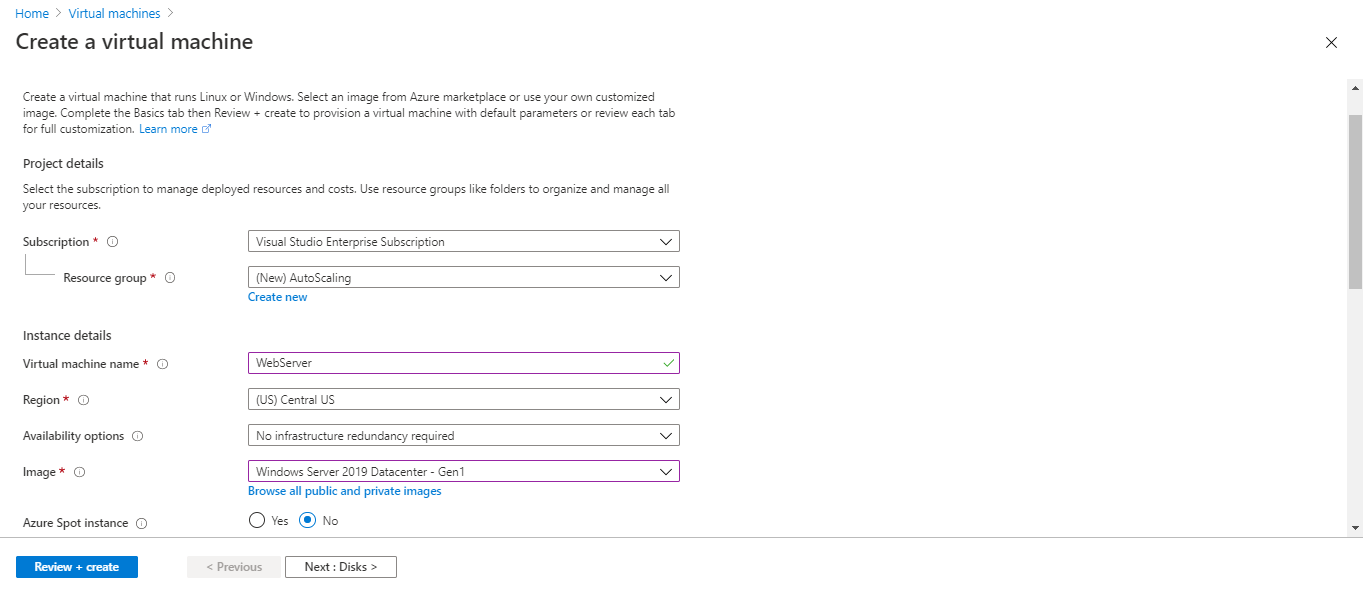 Home > Virtual machines >
Create a virtual machine
Create a virtual machine that runs Linux or Windows. Select an image from Azure marketplace or use your own customized
image. Complete the Basics tab then Review + create to provision a virtual machine with default parameters or review each tab
for full customization. Learn more
Project details
Select the subscription to manage deployed resources and costs. Use resource groups like folders to organize and manage all
your resources.
Subscription * Visual Studio Enterprise Subscription
Resource group * (New) AutoScaling
Create new
Instance details
Virtual machine name * WebServer
Region * (US) Central US
Availability options No infrastructure redundancy required
Image * Windows Server 2019 Datacenter - Gen1
Browse all public and private images
Azure Spot instance Yes No
Review + create < Previous Next : Disks >